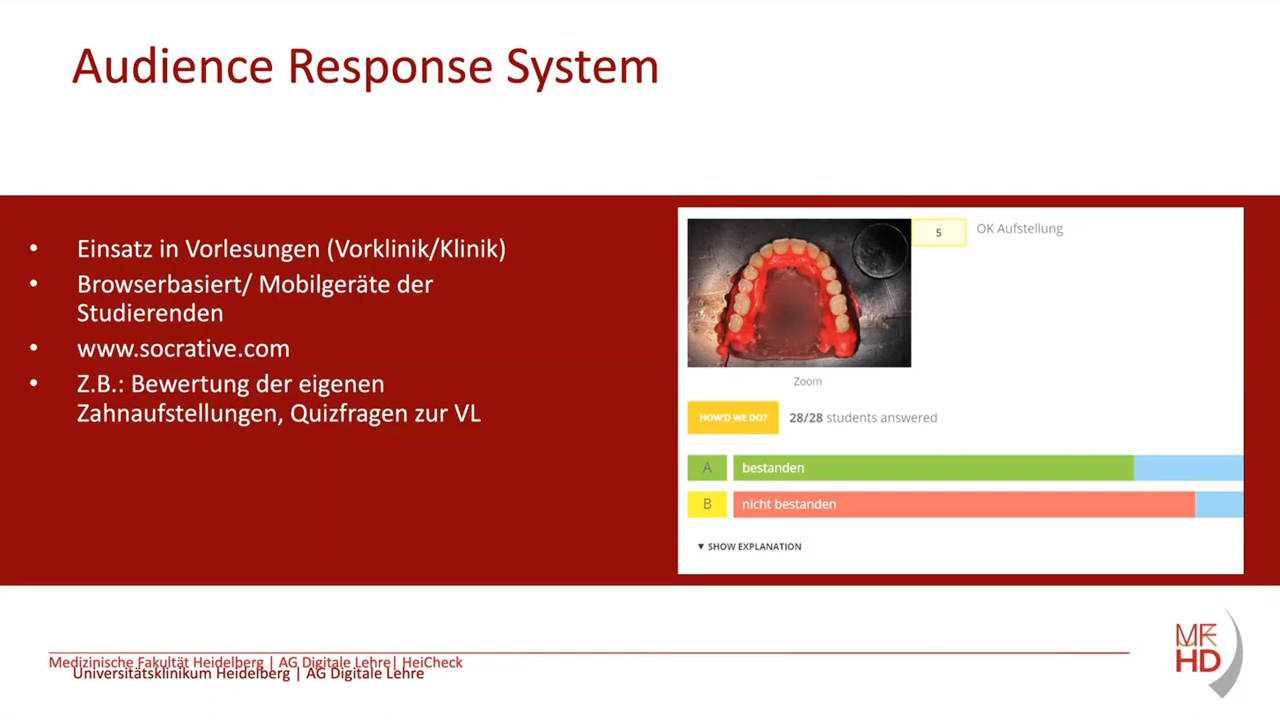 Audience Response System
• Einsatz in Vorlesungen (Vorklinik/Klinik)
• Browserbasiert/ Mobilgeräte der
Studierenden
• www.socrative.com
• Z.B.: Bewertung der eigenen
Zahnaufstellungen, Quizfragen zur VL
5 OK Aufstellung
Zoom
HOW'D WE DO? 28/28 students answered
A bestanden
B nicht bestanden
▼ SHOW EXPLANATION
Medizinische Fakultät Heidelberg | AG Digitale Lehre| HeiCheck
Universitätsklinikum Heidelberg | AG Digitale Lehre
MF
HD